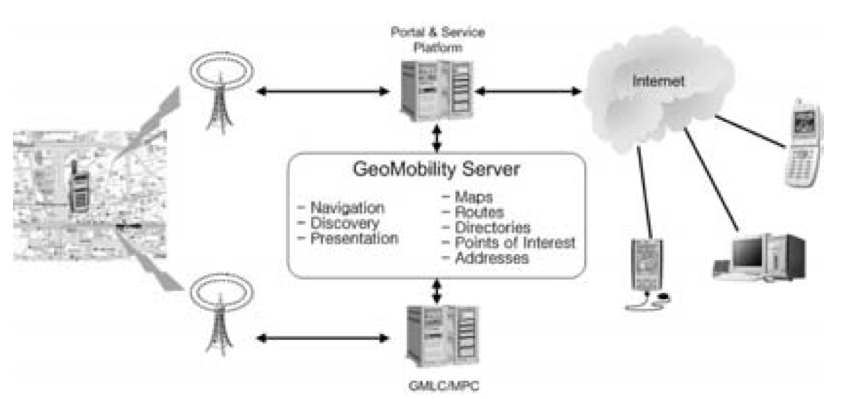 Portal & Service
Platform
Internet
GeoMobility Server
– Navigation
– Discovery
– Presentation
– Maps
– Routes
– Directories
– Points of Interest
– Addresses
GMLC/MPC